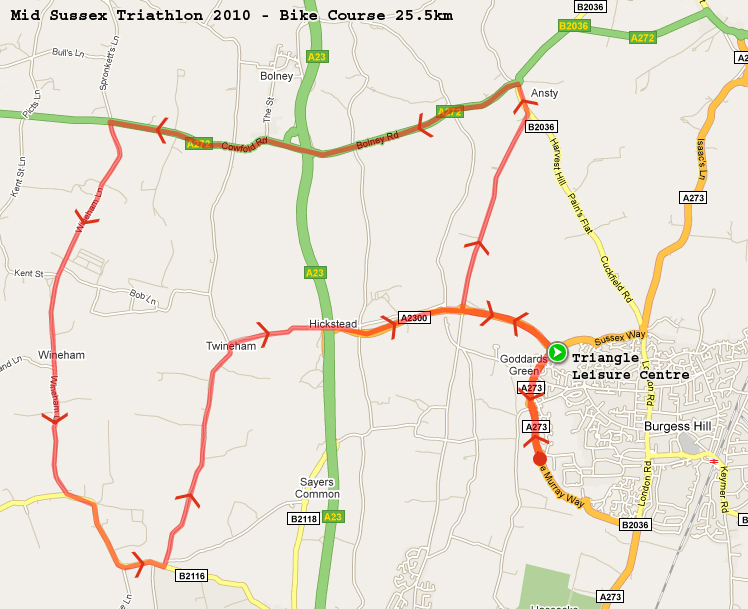 Mid Sussex Triathlon 2010 - Bike Course 25.5km
B2036
B2036
A272
A23
Bull's Ln
Spronkett's Ln
Bolney
Picts Ln
The St
Ansty
A272
B2036
A272
Cowfold Rd
Bolney Rd
Isaac's Ln
Harvest Hill
Kent St Ln
Pain's Flat
A273
Wineham Ln
Cuckfield Rd
Kent St
A23
Bob Ln
Hickstead
A2300
Sussex Way
Twineham
Wineham
Goddards
Green
Triangle
Leisure Centre
London Rd
A273
Wineham Ln
A273
Burgess Hill
Murray Way
London Rd
Keymer Rd
Sayers
Common
B2118
A23
B2036
B2116
A273